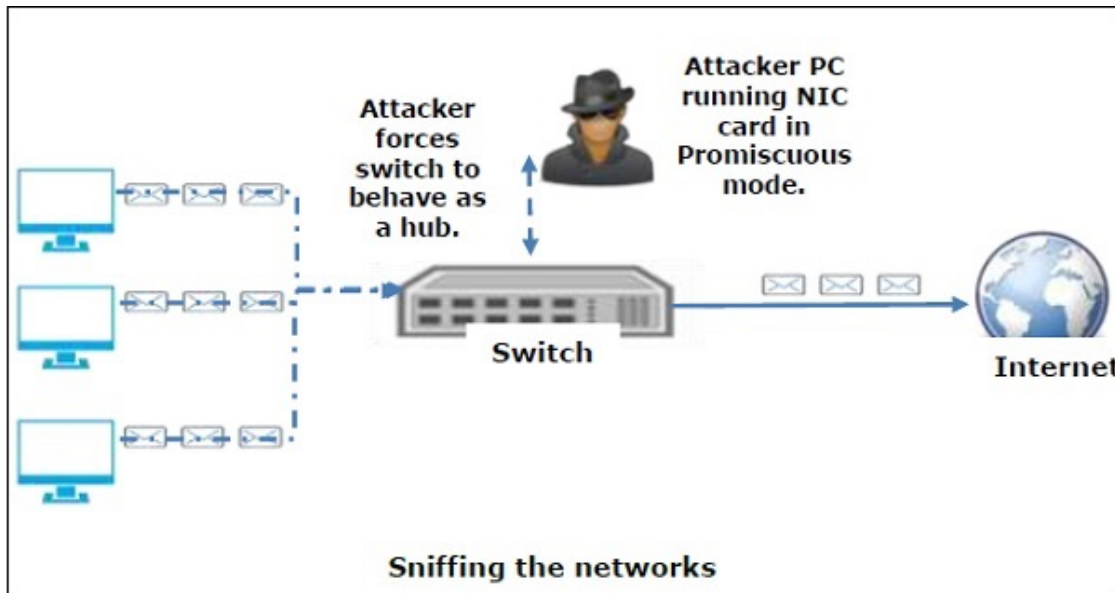 Attacker
forces
switch to
behave as
a hub.
Attacker PC
running NIC
card in
Promiscuous
mode.
Switch
Internet
Sniffing the networks